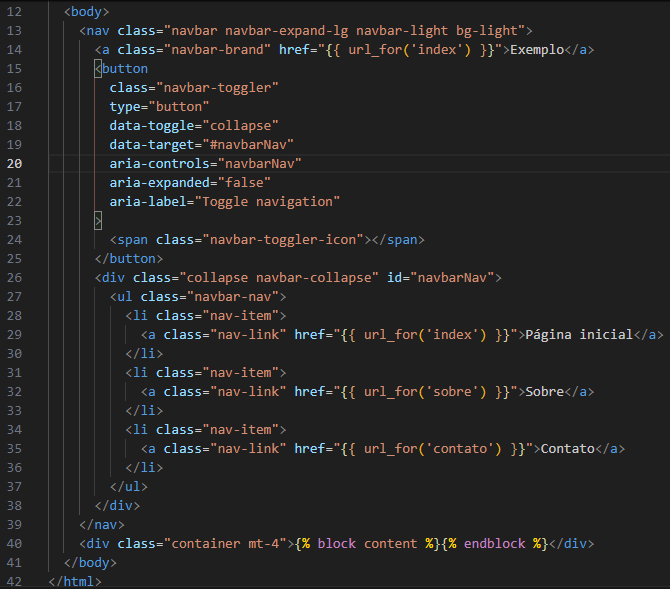 12 <body>
13 <nav class="navbar navbar-expand-lg navbar-light bg-light">
14 <a class="navbar-brand" href="{{ url_for('index') }}">Exemplo</a>
15 <button
16 class="navbar-toggler"
17 type="button"
18 data-toggle="collapse"
19 data-target="#navbarNav"
20 aria-controls="navbarNav"
21 aria-expanded="false"
22 aria-label="Toggle navigation"
23 >
24 <span class="navbar-toggler-icon"></span>
25 </button>
26 <div class="collapse navbar-collapse" id="navbarNav">
27 <ul class="navbar-nav">
28 <li class="nav-item">
29 <a class="nav-link" href="{{ url_for('index') }}">Página inicial</a>
30 </li>
31 <li class="nav-item">
32 <a class="nav-link" href="{{ url_for('sobre') }}">Sobre</a>
33 </li>
34 <li class="nav-item">
35 <a class="nav-link" href="{{ url_for('contato') }}">Contato</a>
36 </li>
37 </ul>
38 </div>
39 </nav>
40 <div class="container mt-4">{% block content %}{% endblock %}</div>
41 </body>
42 </html>